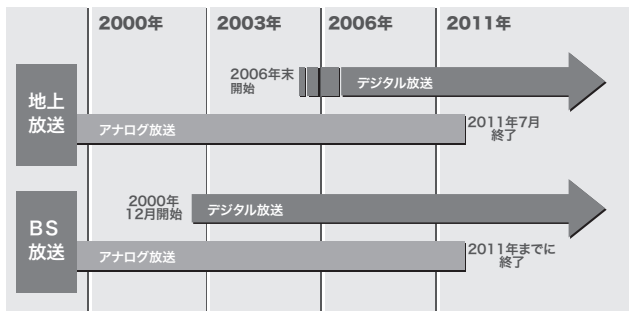 2000年
2003年
2006年
2011年
地上
放送
2006年末
開始
デジタル放送
アナログ放送
2011年7月
終了
BS
放送
2000年
12月開始
デジタル放送
アナログ放送
2011年までに
終了